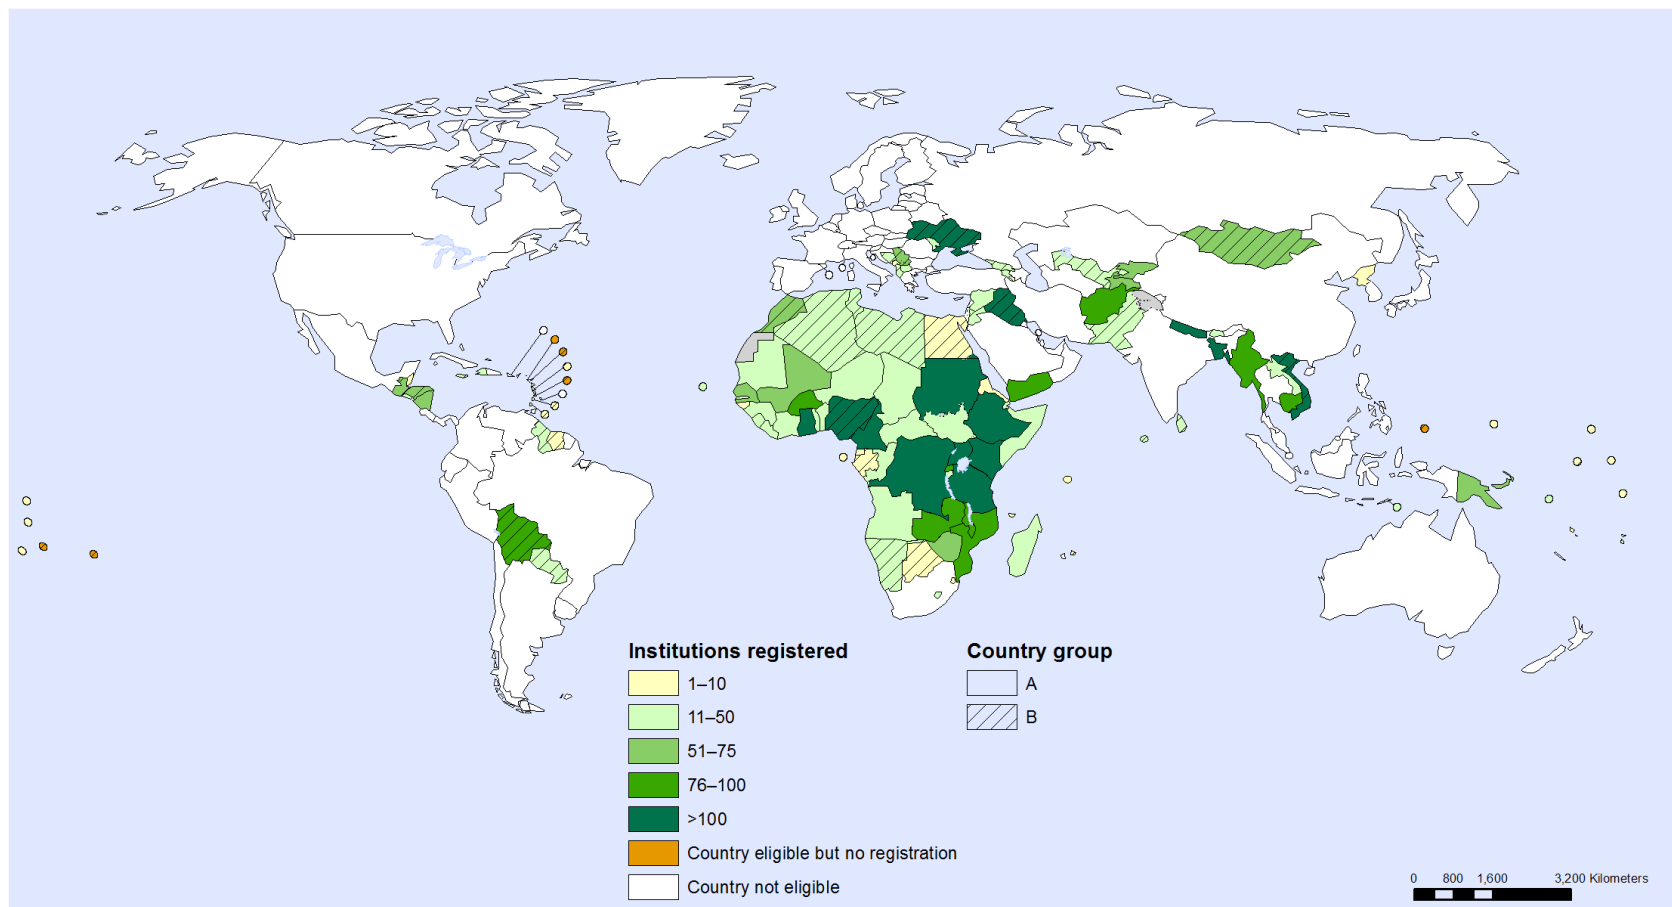 Institutions registered
1–10
11–50
51–75
76–100
>100
Country eligible but no registration
Country not eligible
Country group
A
B
0 800 1,600 3,200 Kilometers